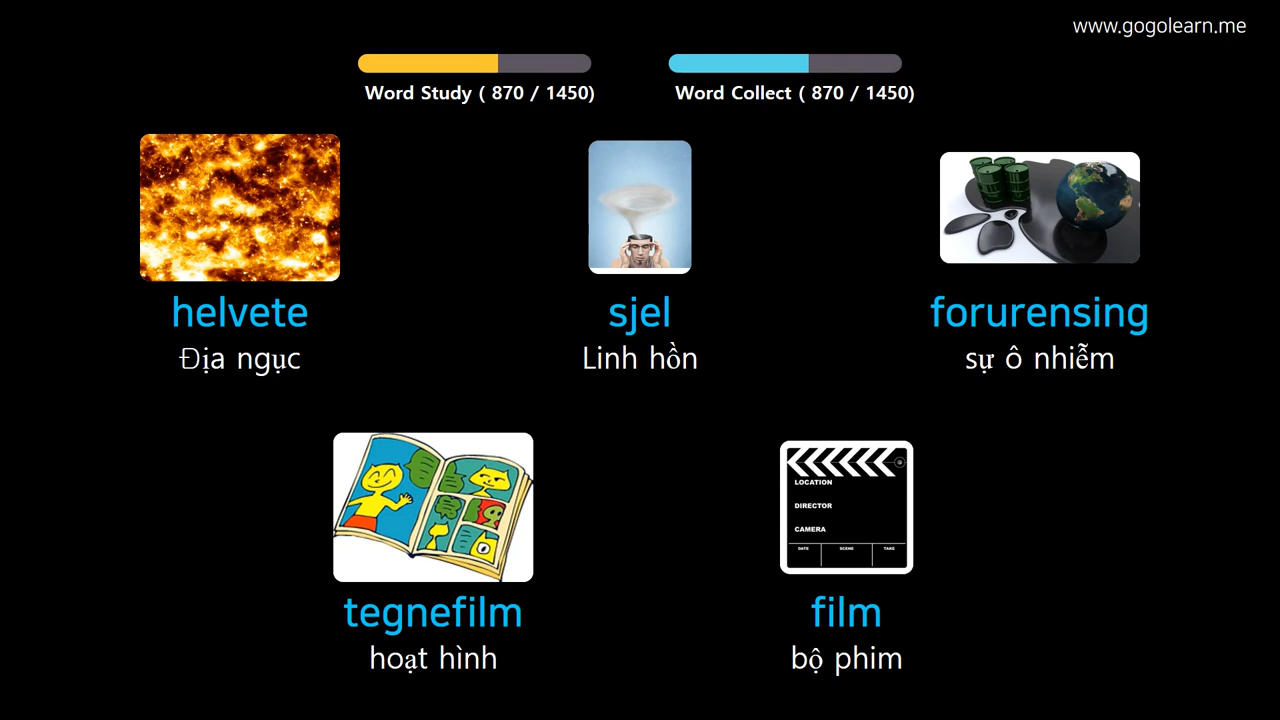 www.gogolearn.me
Word Study ( 870 / 1450)
Word Collect ( 870 / 1450)
helvete
Địa ngục
sjel
Linh hồn
forurensing
sự ô nhiễm
LOCATION
DIRECTOR
CAMERA
DATE SCENE TAKE
tegnefilm
hoạt hình
film
bộ phim